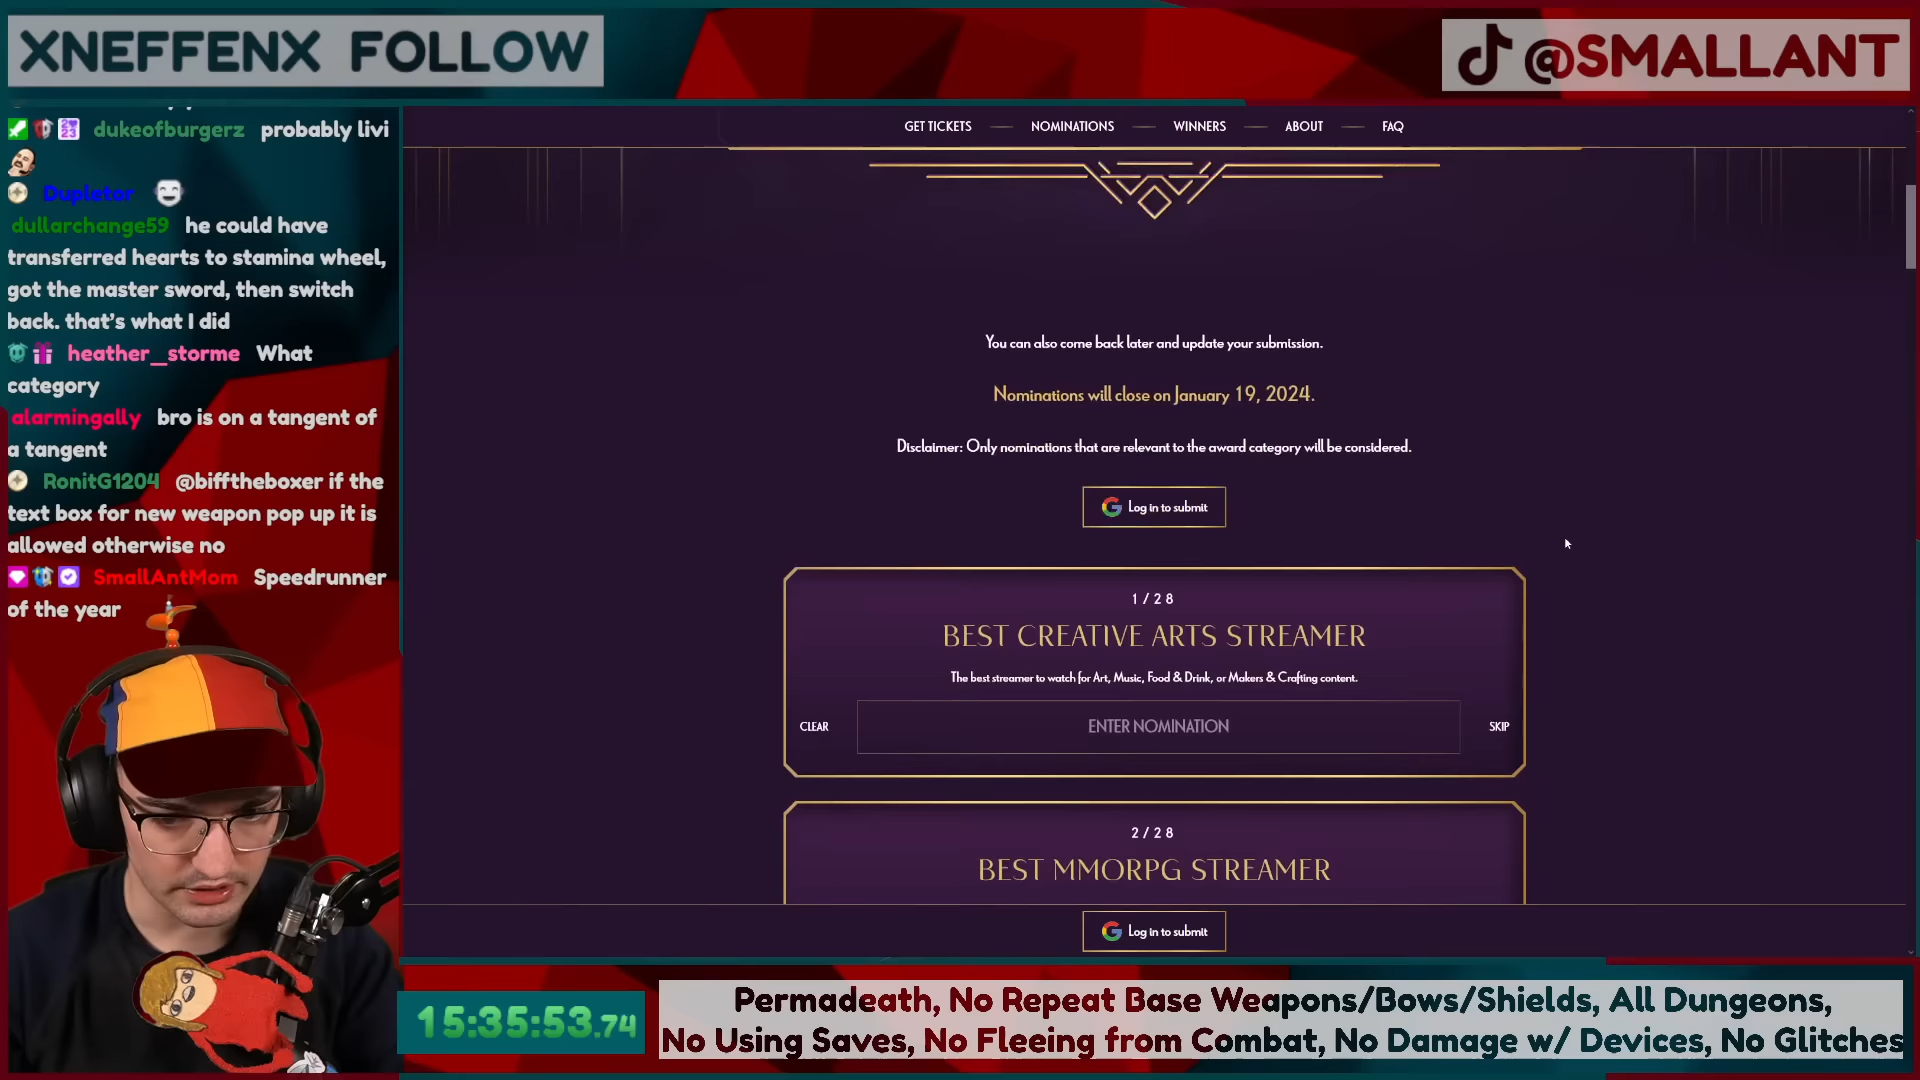 XNEFFENX FOLLOW
@SMALLANT
dukeofburgerz probably livi
Dupletor
dullarchange59 he could have
transferred hearts to stamina wheel,
got the master sword, then switch
back. that's what I did
heather_storme What
category
alarmingally bro is on a tangent of
a tangent
RonitG1204 @bifftheboxer if the
text box for new weapon pop up it is
allowed otherwise no
SmallAntMom Speedrunner
of the year
GET TICKETS
NOMINATIONS
WINNERS
ABOUT
FAQ
You can also come back later and update your submission.
Nominations will close on January 19, 2024.
Disclaimer: Only nominations that are relevant to the award category will be considered.
Log in to submit
1/28
BEST CREATIVE ARTS STREAMER
The best streamer to watch for Art, Music, Food & Drink, or Makers & Crafting content.
CLEAR
ENTER NOMINATION
SKIP
2/28
BEST MMORPG STREAMER
Log in to submit
15:35:53.74
Permadeath, No Repeat Base Weapons/Bows/Shields, All Dungeons,
No Using Saves, No Fleeing from Combat, No Damage w/ Devices, No Glitches